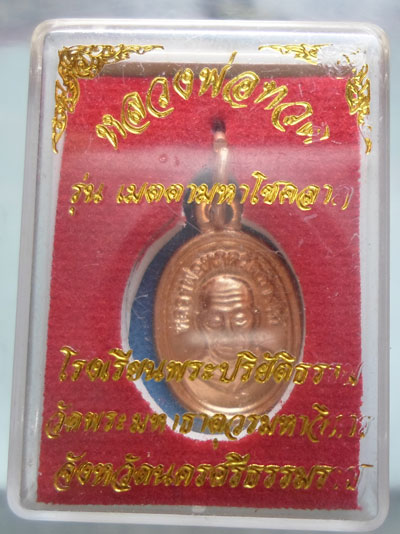 หลวงพ่อทวด
รุ่น เมตตามหาโชคลาภ
โรงเรียนพระปริยัติธรรม
วัดพระมหาธาตุวรมหาวิหาร
จังหวัดนครศรีธรรมราช